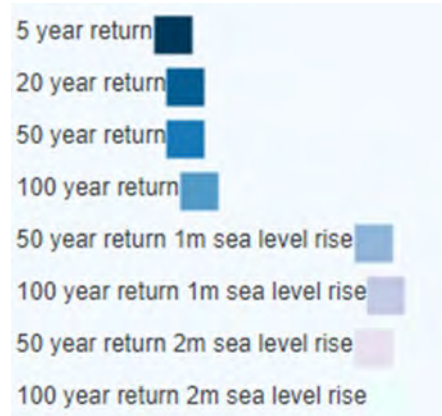 5 year return
20 year return
50 year return
100 year return
50 year return 1m sea level rise
100 year return 1m sea level rise
50 year return 2m sea level rise
100 year return 2m sea level rise